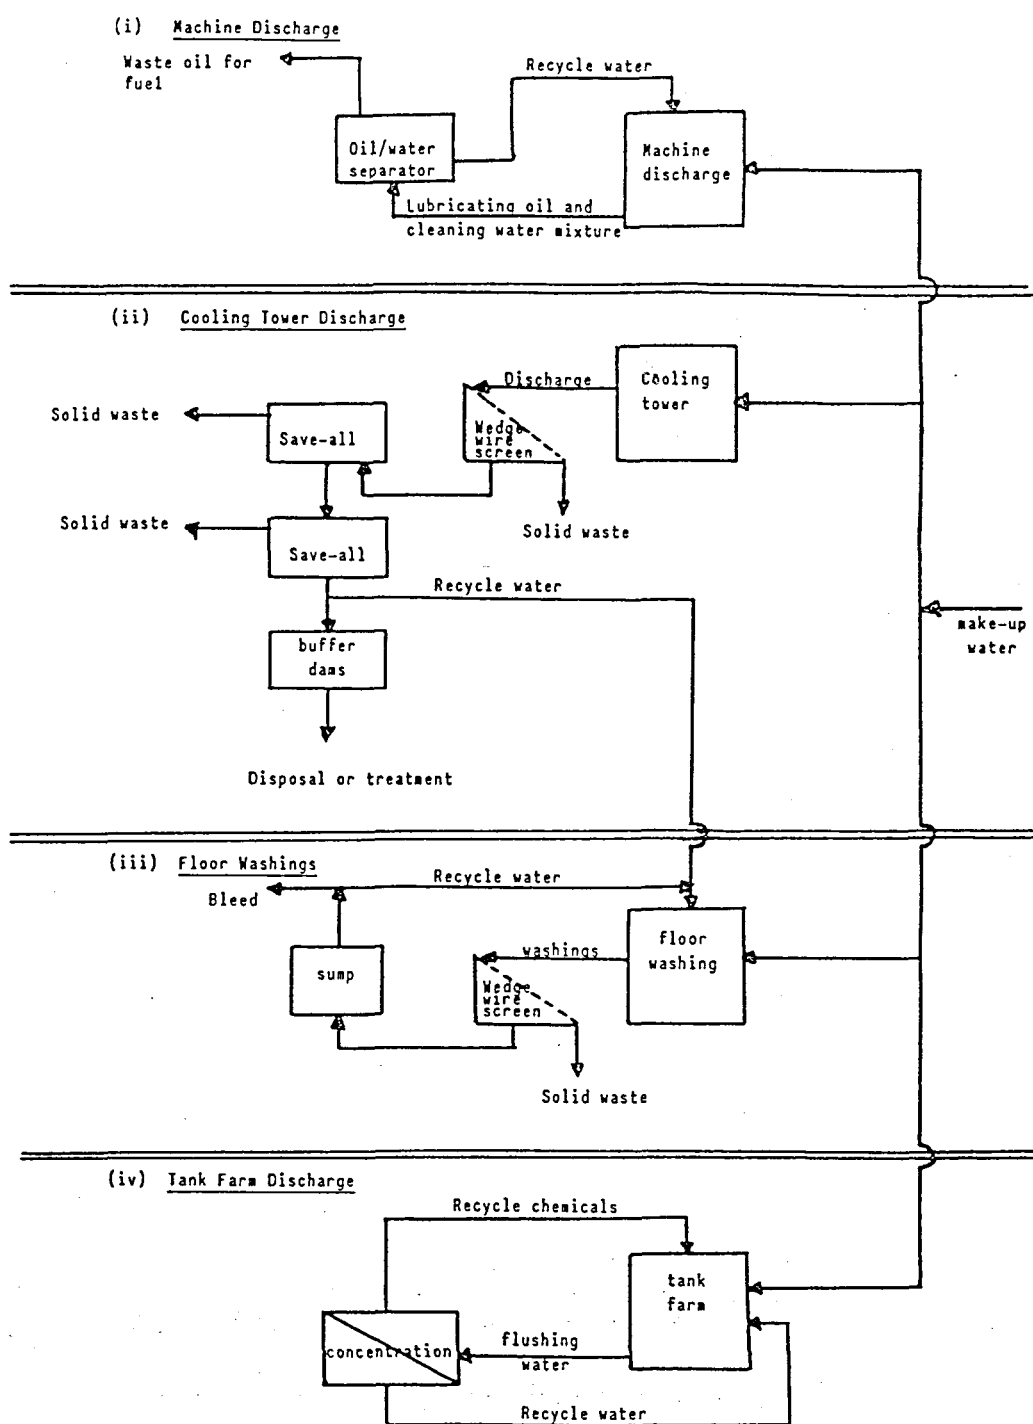 (i) Machine Discharge
Waste oil for
fuel
Recycle water
Oil/water
separator
Machine
discharge
Lubricating oil and
cleaning water mixture
(ii) Cooling Tower Discharge
Discharge
Cooling
tower
Solid waste
Save-all
Wedge
wire
screen
Solid waste
Solid waste
Save-all
Recycle water
make-up
water
buffer
dams
Disposal or treatment
(iii) Floor Washings
Recycle water
Bleed
washings
floor
washing
sump
Wedge
wire
screen
Solid waste
(iv) Tank Farm Discharge
Recycle chemicals
tank
farm
flushing
water
concentration
Recycle water